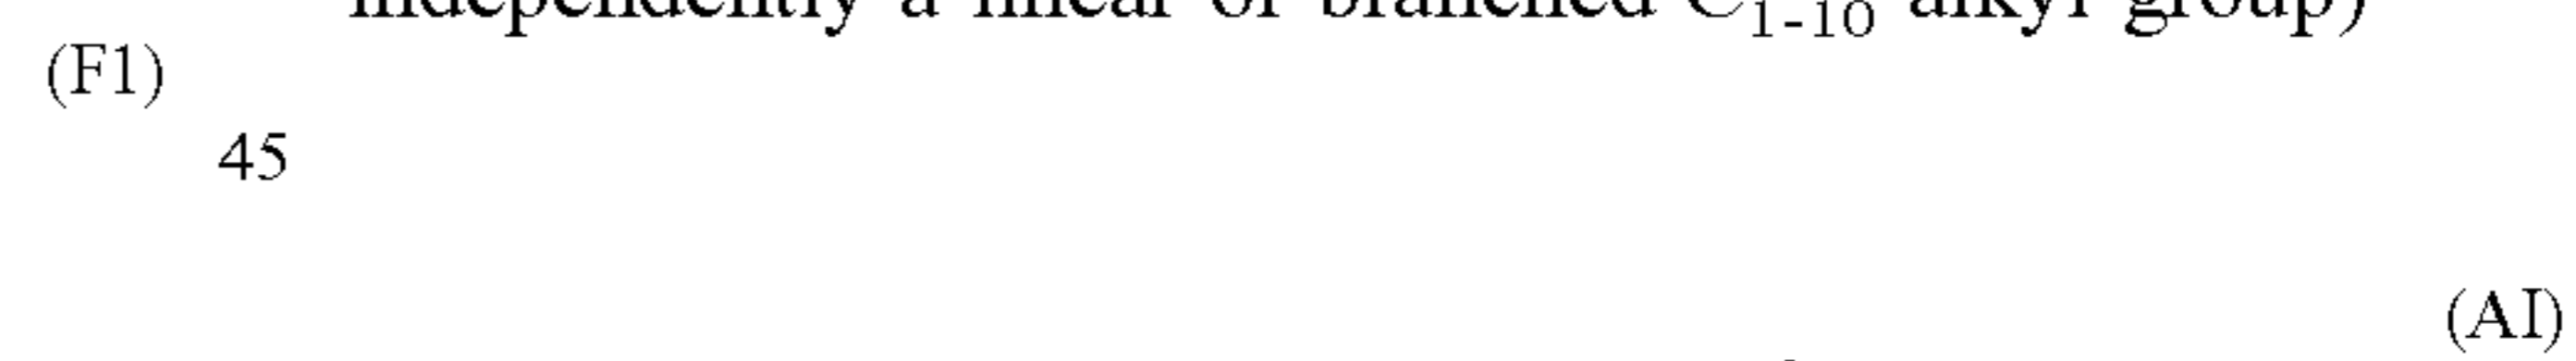 independently a linear or branched C₁₋₁₀ alkyl group)
(F1)
45
(AI)